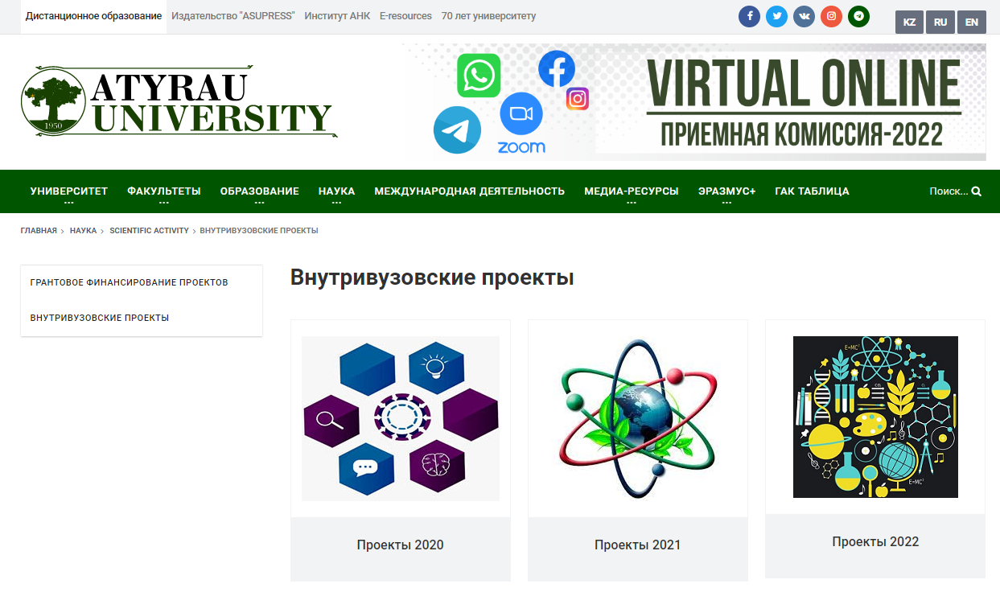 Дистанционное образование Издательство "ASUPRESS" Институт АНК E-resources 70 лет университету
KZ RU EN
ATYRAU
UNIVERSITY
1950
zoom
VIRTUAL ONLINE
ПРИЕМНАЯ КОМИССИЯ-2022
УНИВЕРСИТЕТ ФАКУЛЬТЕТЫ ОБРАЗОВАНИЕ НАУКА МЕЖДУНАРОДНАЯ ДЕЯТЕЛЬНОСТЬ МЕДИА-РЕСУРСЫ ЭРАЗМУС+ ГАК ТАБЛИЦА Поиск...
ГЛАВНАЯ > НАУКА > SCIENTIFIC ACTIVITY > ВНУТРИВУЗОВСКИЕ ПРОЕКТЫ
ГРАНТОВОЕ ФИНАНСИРОВАНИЕ ПРОЕКТОВ
ВНУТРИВУЗОВСКИЕ ПРОЕКТЫ
Внутривузовские проекты
E=MC²
E=MC²
Проекты 2020
Проекты 2021
Проекты 2022